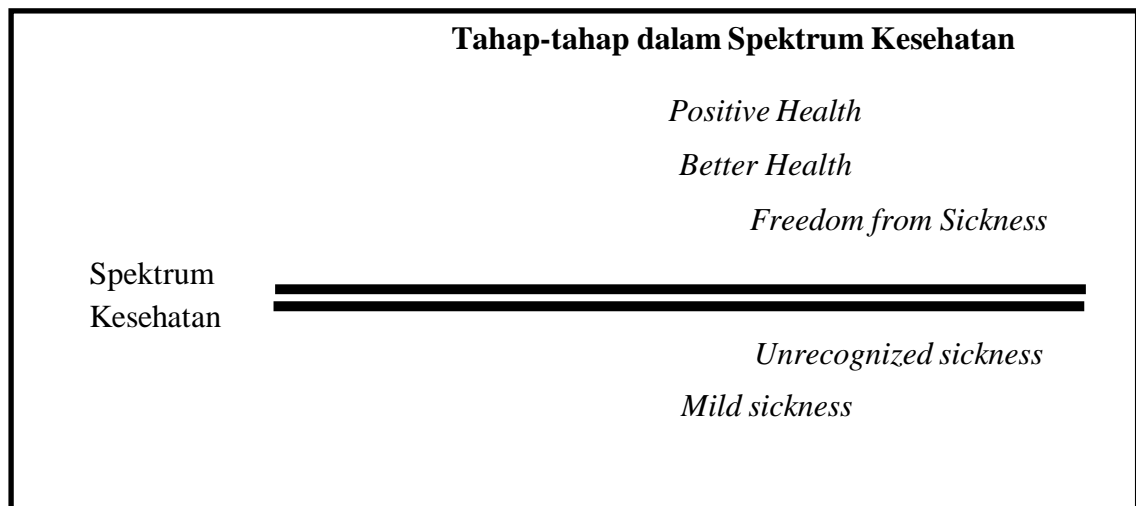 Tahap-tahap dalam Spektrum Kesehatan
Positive Health
Better Health
Freedom from Sickness
Spektrum
Kesehatan
Unrecognized sickness
Mild sickness